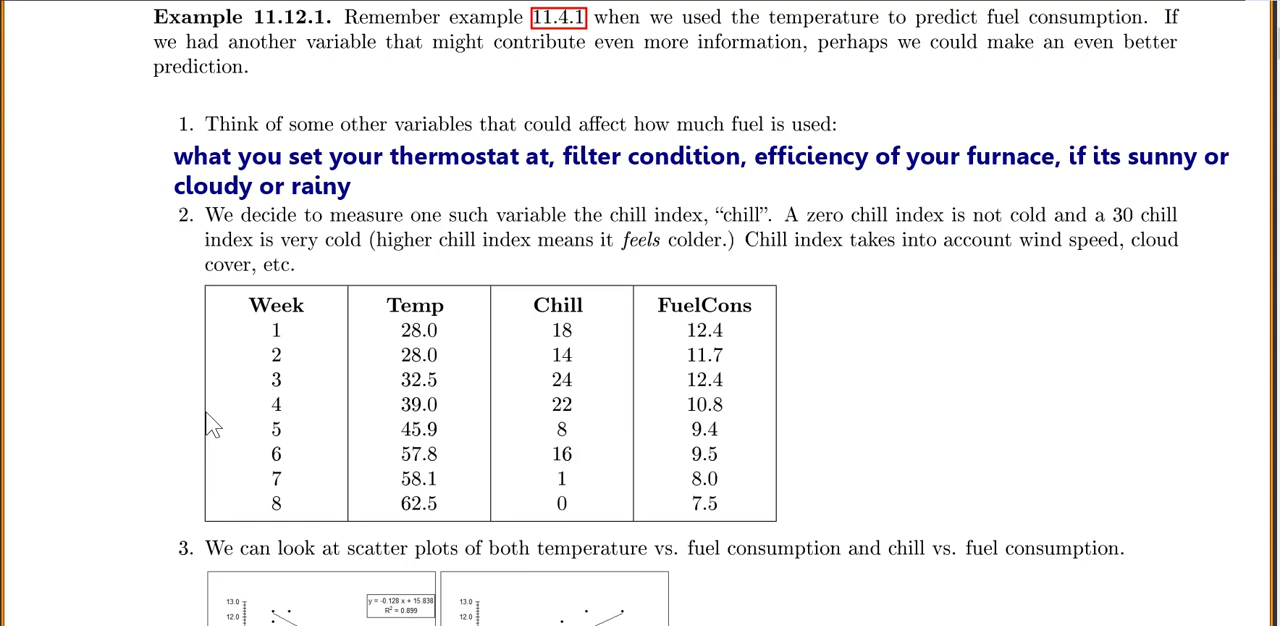 Example 11.12.1. Remember example 11.4.1 when we used the temperature to predict fuel consumption. If
we had another variable that might contribute even more information, perhaps we could make an even better
prediction.
1. Think of some other variables that could affect how much fuel is used:
what you set your thermostat at, filter condition, efficiency of your furnace, if its sunny or
cloudy or rainy
2. We decide to measure one such variable the chill index, “chill”. A zero chill index is not cold and a 30 chill
index is very cold (higher chill index means it feels colder.) Chill index takes into account wind speed, cloud
cover, etc.
Week Temp Chill FuelCons
1 28.0 18 12.4
2 28.0 14 11.7
3 32.5 24 12.4
4 39.0 22 10.8
5 45.9 8 9.4
6 57.8 16 9.5
7 58.1 1 8.0
8 62.5 0 7.5
3. We can look at scatter plots of both temperature vs. fuel consumption and chill vs. fuel consumption.
13.0 y = -0.128 x + 15.838 13.0
R² = 0.899
12.0 12.0